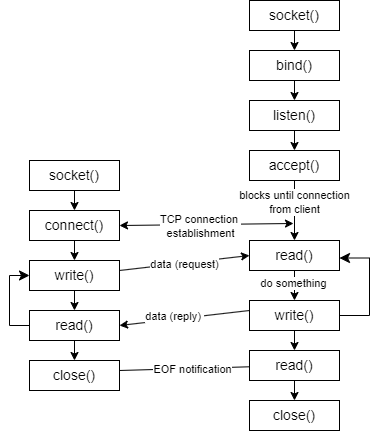 socket()
bind()
listen()
accept()
blocks until connection
from client
socket()
connect()
TCP connection
establishment
write()
data (request)
read()
do something
read()
data (reply)
write()
close()
EOF notification
read()
close()